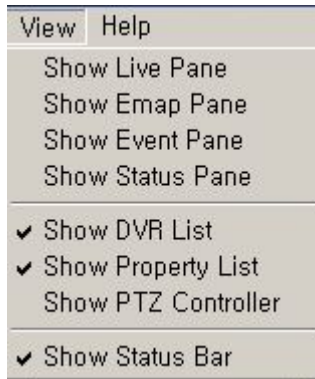 View Help
Show Live Pane
Show Emap Pane
Show Event Pane
Show Status Pane
Show DVR List
Show Property List
Show PTZ Controller
Show Status Bar